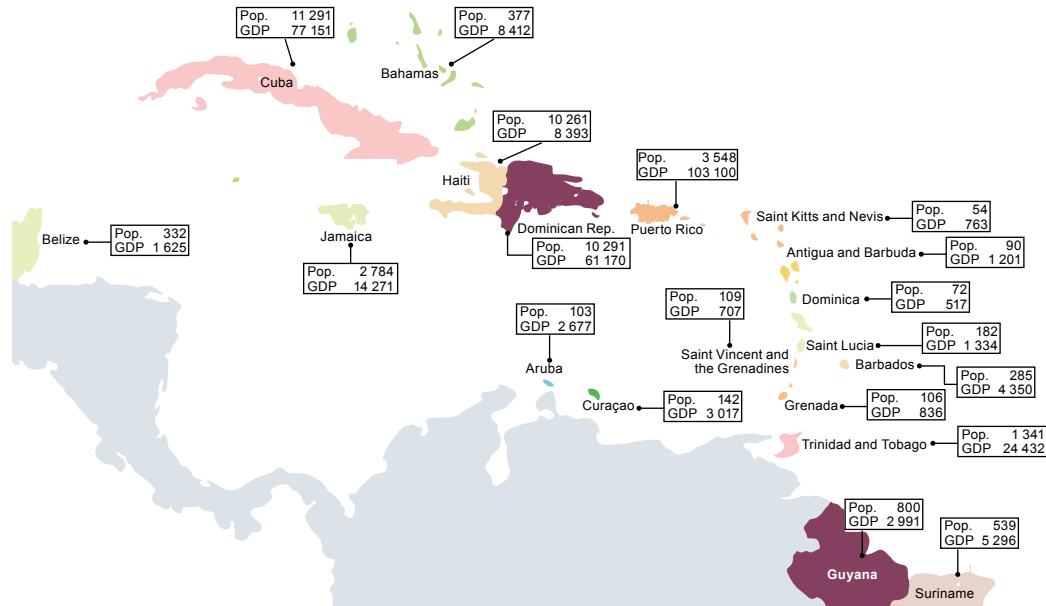 Pop. 11 291
GDP 77 151
Cuba
Pop. 377
GDP 8 412
Bahamas
Pop. 10 261
GDP 8 393
Haiti
Pop. 3 548
GDP 103 100
Puerto Rico
Dominican Rep.
Pop. 10 291
GDP 61 170
Saint Kitts and Nevis
Pop. 54
GDP 763
Belize
Pop. 332
GDP 1 625
Jamaica
Pop. 2 784
GDP 14 271
Antigua and Barbuda
Pop. 90
GDP 1 201
Dominica
Pop. 72
GDP 517
Pop. 109
GDP 707
Saint Vincent and
the Grenadines
Pop. 103
GDP 2 677
Aruba
Saint Lucia
Pop. 182
GDP 1 334
Barbados
Pop. 285
GDP 4 350
Curaçao
Pop. 142
GDP 3 017
Grenada
Pop. 106
GDP 836
Trinidad and Tobago
Pop. 1 341
GDP 24 432
Pop. 800
GDP 2 991
Guyana
Pop. 539
GDP 5 296
Suriname